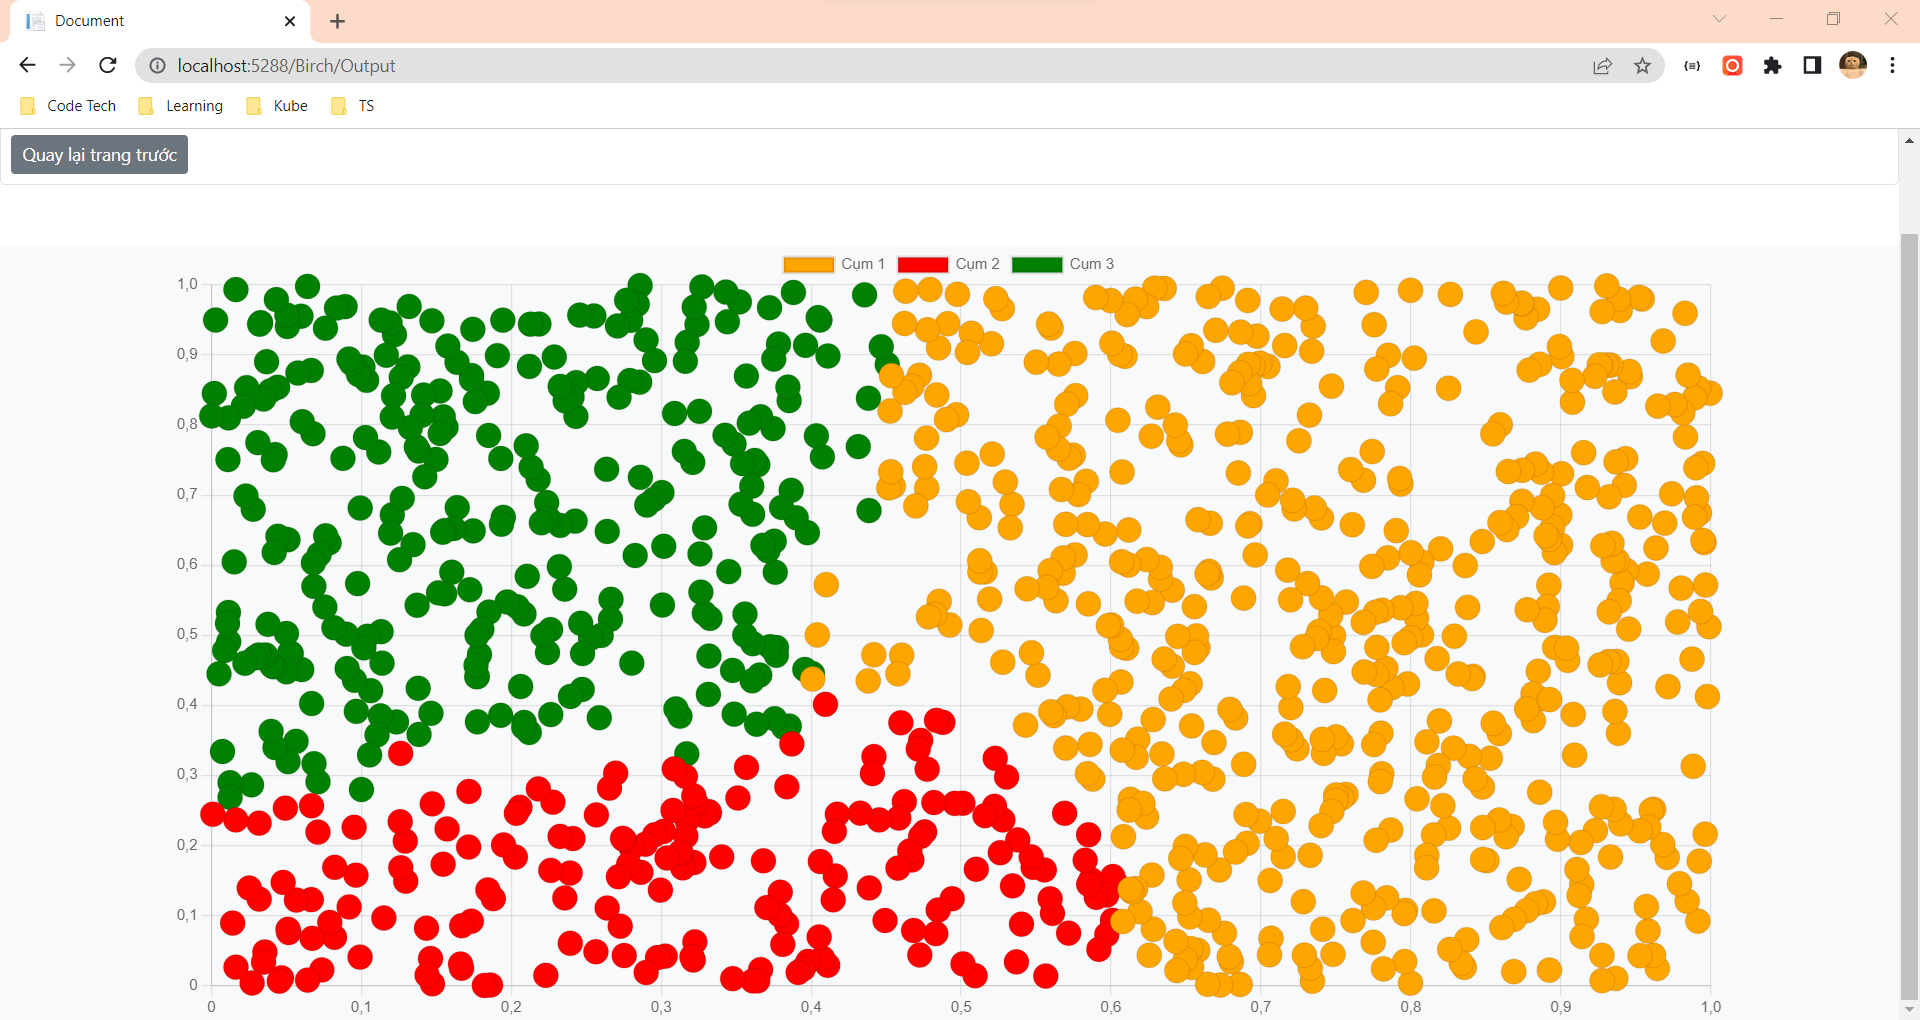 Document
localhost:5288/Birch/Output
Code Tech
Learning
Kube
TS
Quay lại trang trước
Cụm 1
Cụm 2
Cụm 3
1,0
0,9
0,8
0,7
0,6
0,5
0,4
0,3
0,2
0,1
0
0
0,1
0,2
0,3
0,4
0,5
0,6
0,7
0,8
0,9
1,0